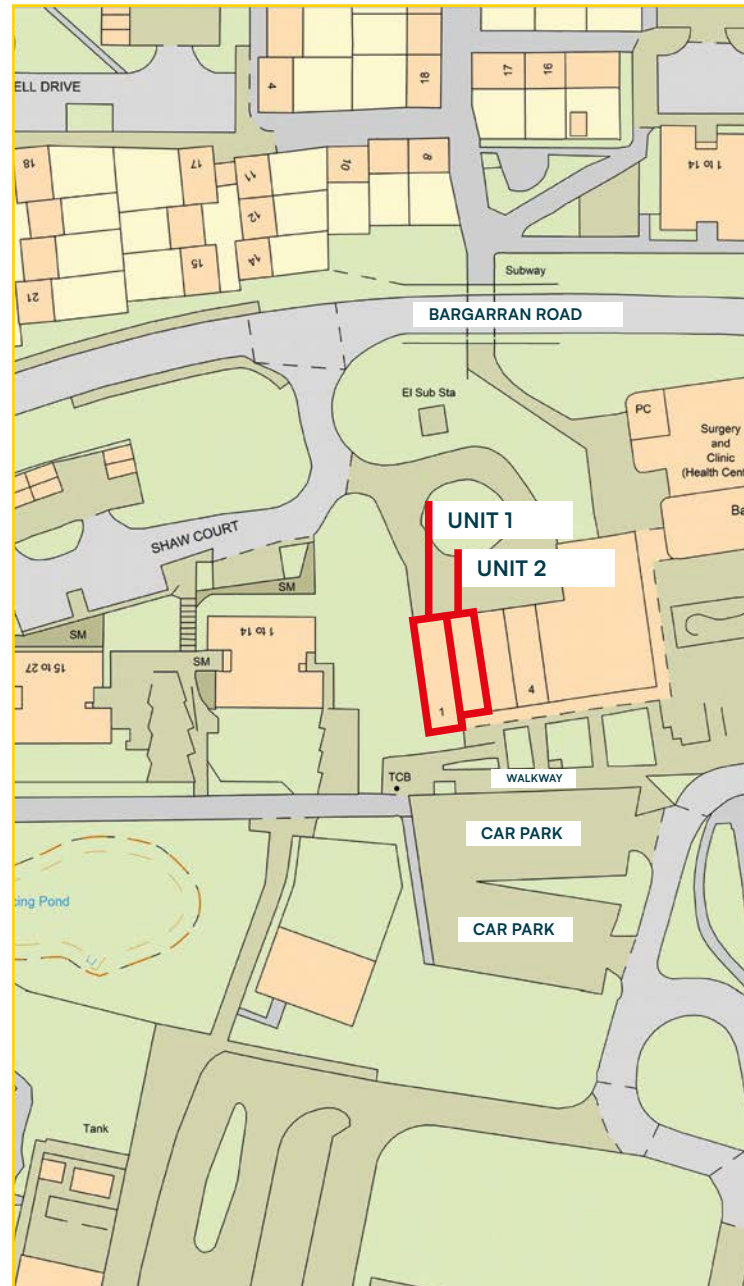 4
18
17
16
ELL DRIVE
18
17
11
10
8
1 to 14
12
15
14
21
Subway
BARGARRAN ROAD
El Sub Sta
PC
Surgery
and
Clinic
(Health Cent
Ba
UNIT 1
SHAW COURT
UNIT 2
SM
SM
1 to 14
SM
15 to 27
1
4
TCB
WALKWAY
CAR PARK
cing Pond
CAR PARK
Tank